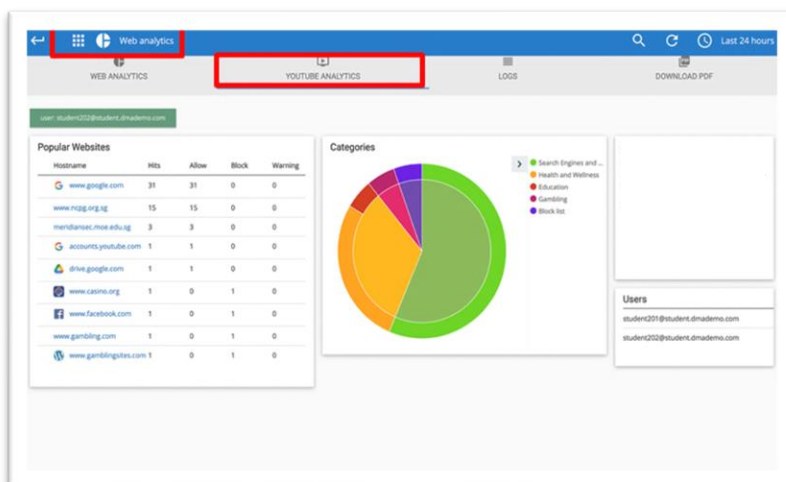 Web analytics
Last 24 hours
WEB ANALYTICS
YOUTUBE ANALYTICS
LOGS
DOWNLOAD PDF
user: student202@student.dmademo.com
Popular Websites
Hostname Hits Allow Block Warning
www.google.com 31 31 0 0
www.ncpg.org.sg 15 15 0 0
meridiansec.moe.edu.sg 3 3 0 0
accounts.youtube.com 1 1 0 0
drive.google.com 1 1 0 0
www.casino.org 1 0 1 0
www.facebook.com 1 0 1 0
www.gambling.com 1 0 1 0
www.gamblingsites.com 1 0 1 0
Categories
Search Engines and ...
Health and Wellness
Education
Gambling
Block list
Users
student201@student.dmademo.com
student202@student.dmademo.com